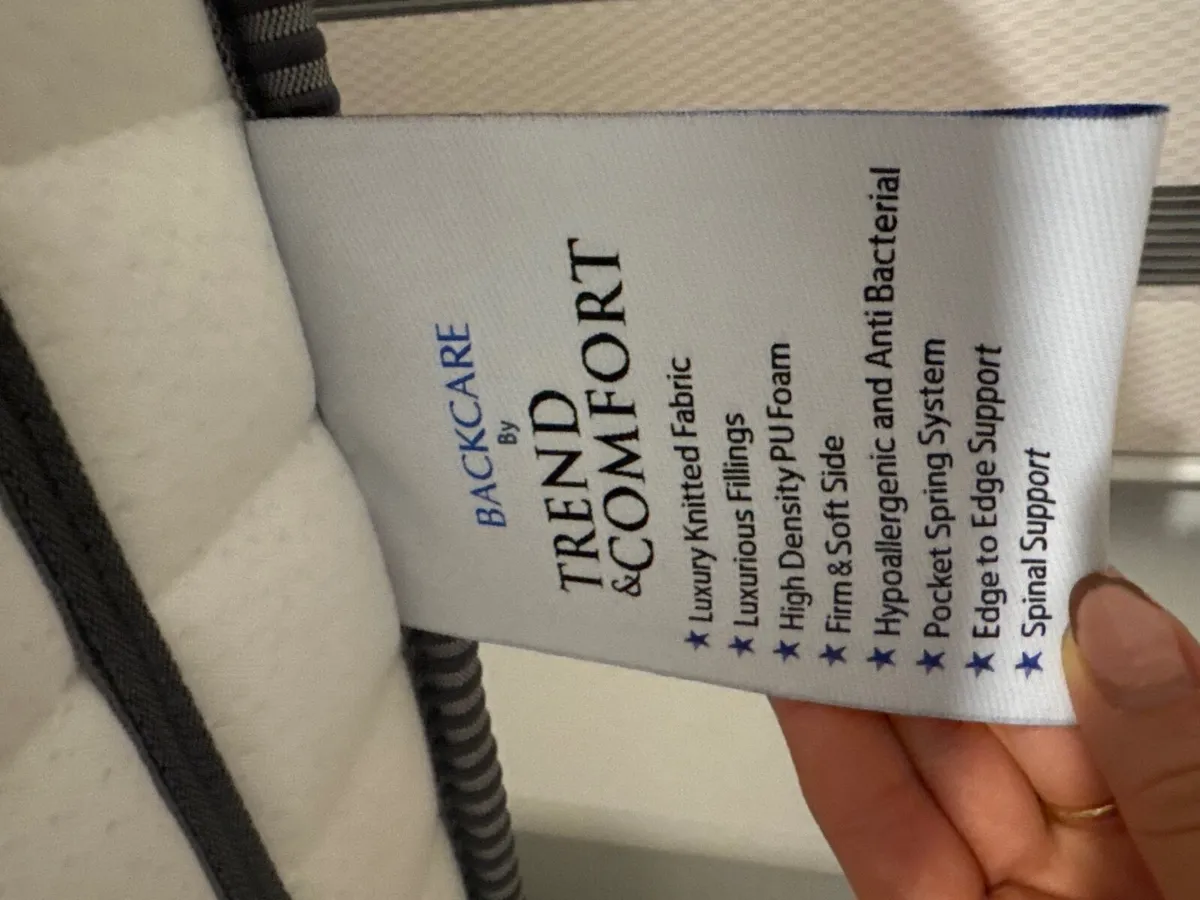 BACKCARE
By
TREND
&COMFORT
★ Luxury Knitted Fabric
★ Luxurious Fillings
★ High Density PU Foam
★ Firm & Soft Side
★ Hypoallergenic and Anti Bacterial
★ Pocket Spring System
★ Edge to Edge Support
★ Spinal Support